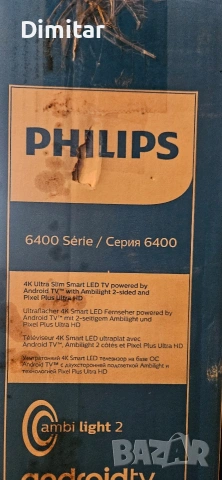 Dimitar
PHILIPS
6400 Série / Серия 6400
4K Ultra Slim Smart LED TV powered by
Android TV™ with Ambilight 2-sided and
Pixel Plus Ultra HD
Ultraflacher 4K Smart LED Fernseher powered by
Android TV™ mit 2-seitigem Ambilight und
Pixel Plus Ultra HD
Téléviseur 4K Smart LED ultraplat avec
Android TV™, Ambilight 2 côtés et Pixel Plus Ultra HD
Ультратонкий 4K Smart LED телевизор на базе ОС
Android TV™ с двухсторонней подсветкой Ambilight и
Pixel Plus Ultra HD
ambi light 2
androidtv
BAZAR